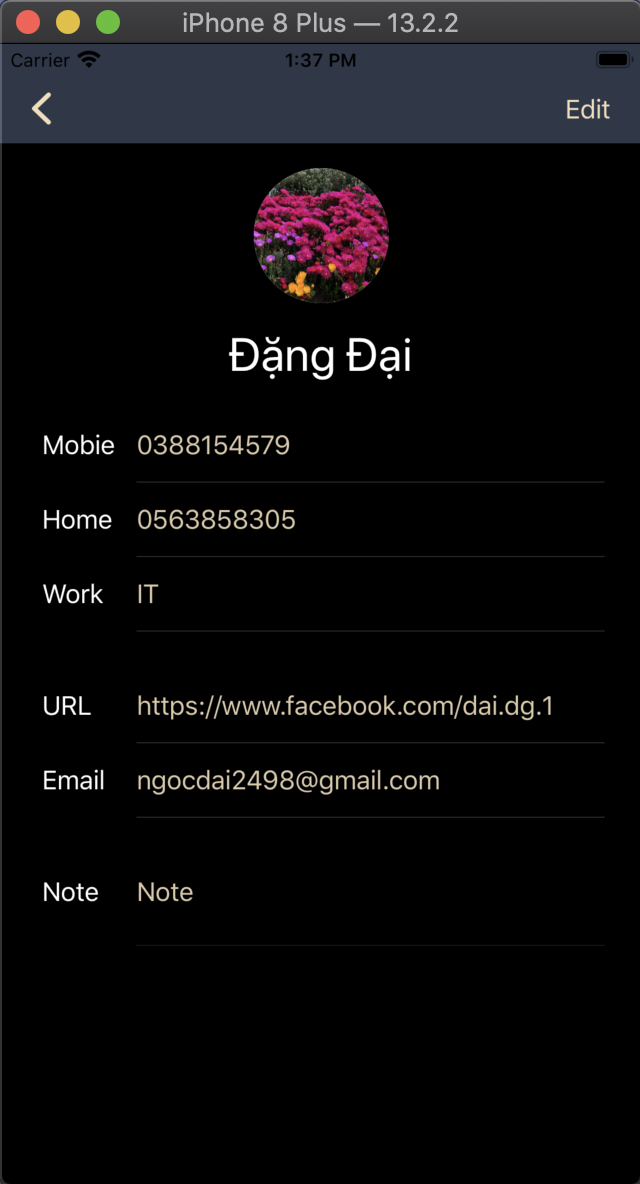 iPhone 8 Plus — 13.2.2
Carrier 1:37 PM
Edit
Đặng Đại
Mobie 0388154579
Home 0563858305
Work IT
URL https://www.facebook.com/dai.dg.1
Email ngocdai2498@gmail.com
Note Note